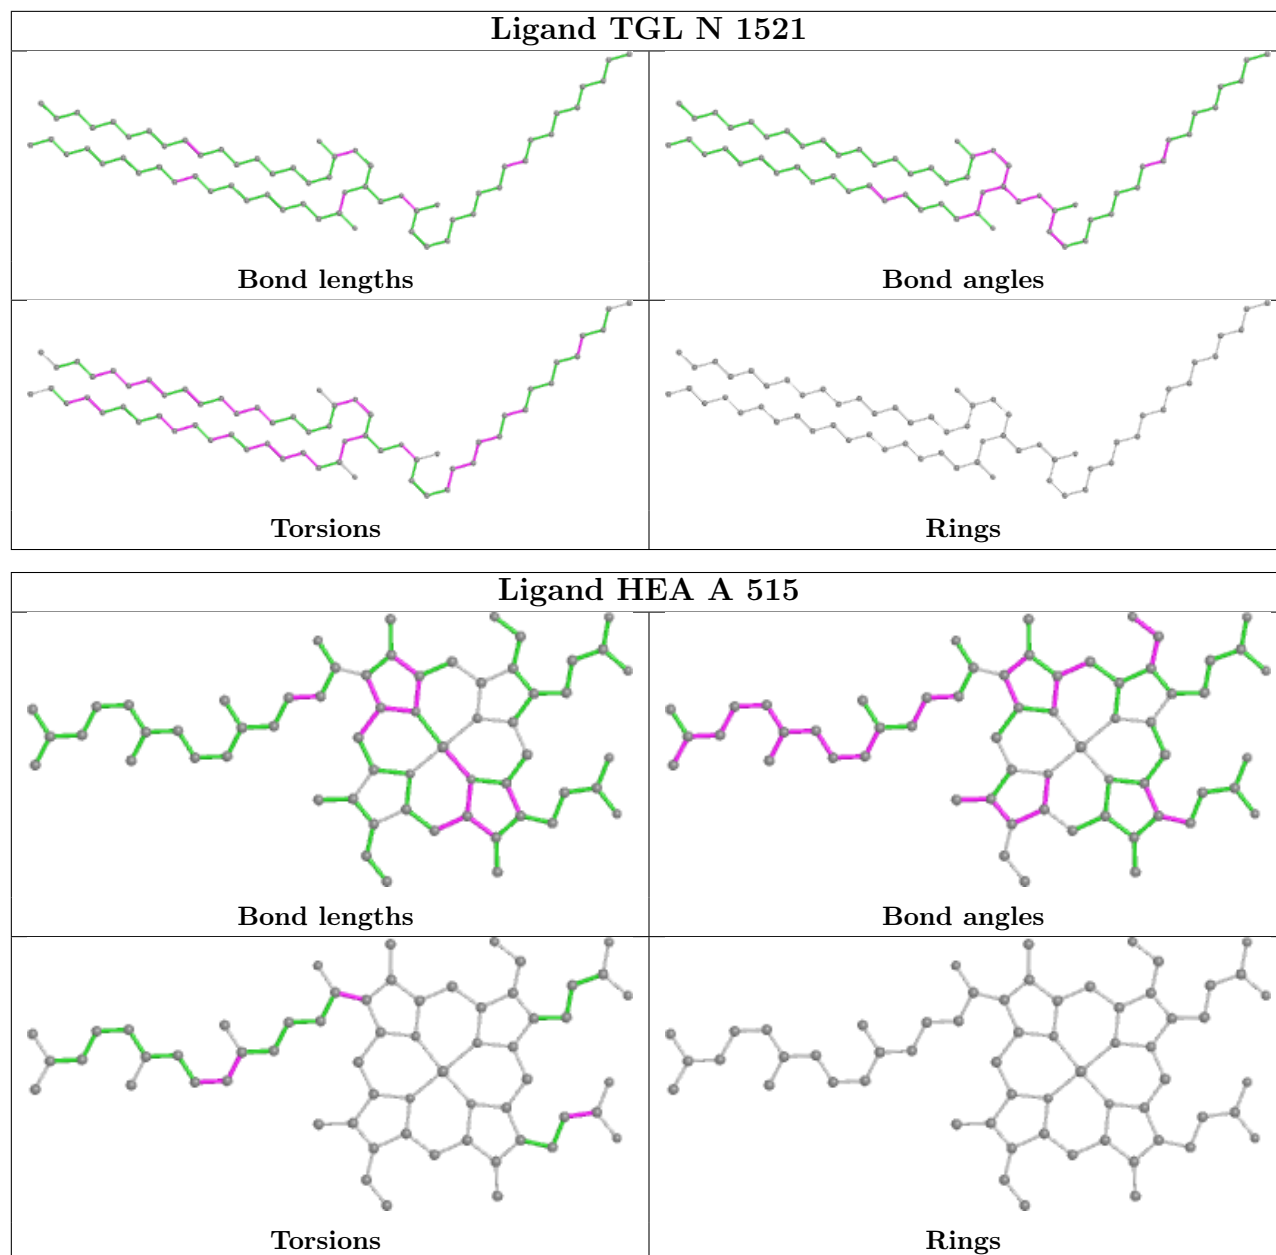 Ligand TGL N 1521
Bond lengths
Bond angles
Torsions
Rings
Ligand HEA A 515
Bond lengths
Bond angles
Torsions
Rings